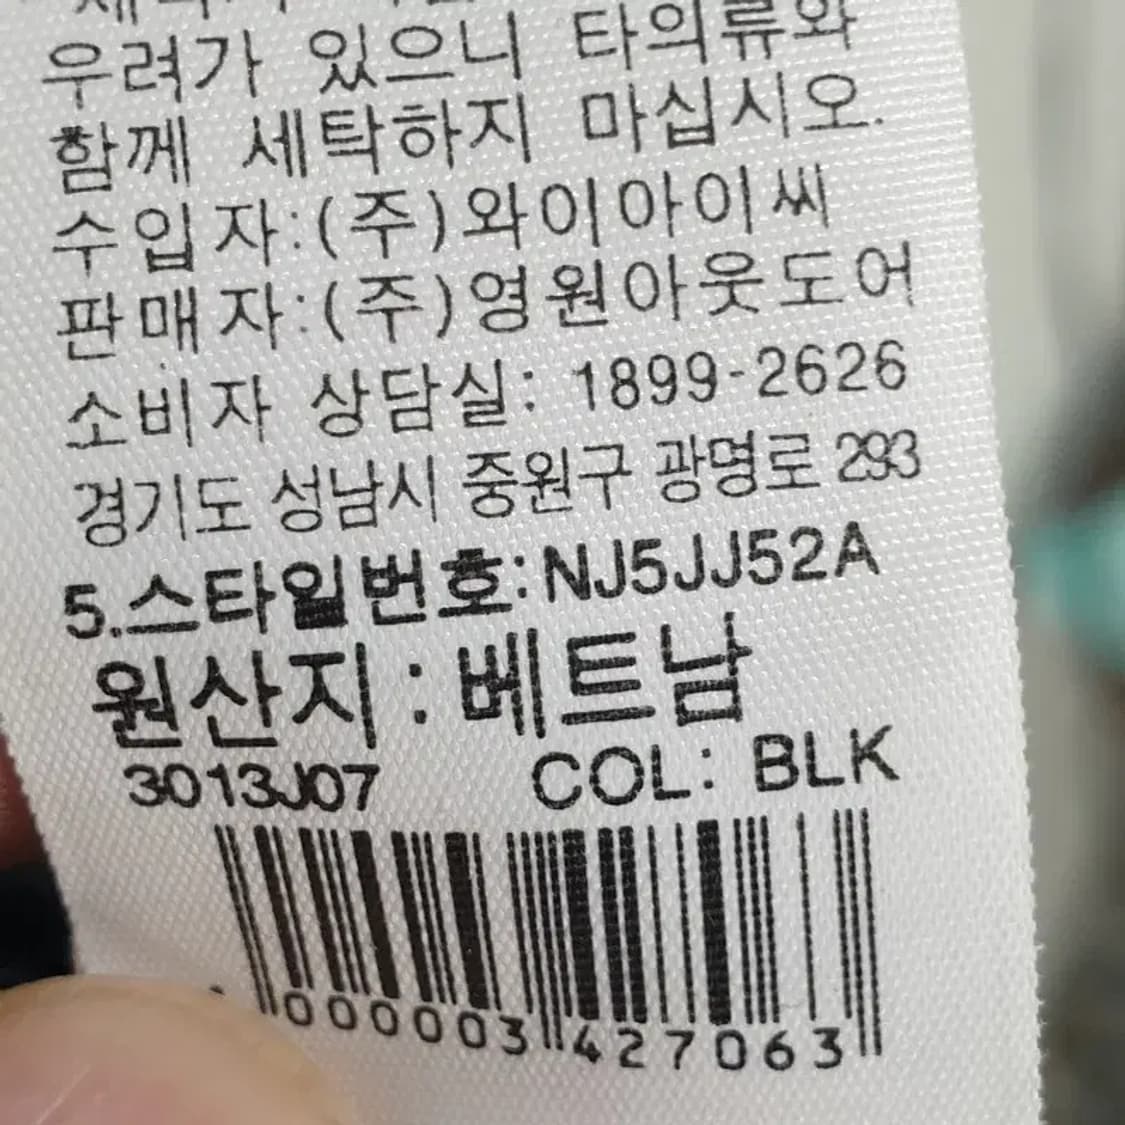 우려가 있으니 타의류와
함께 세탁하지 마십시오.
수입자:(주)와이아이씨
판매자:(주)영원아웃도어
소비자 상담실: 1899-2626
경기도 성남시 중원구 광명로 293
5.스타일번호:NJ5JJ52A
원산지 : 베트남
3013J07 COL: BLK
000003 427063